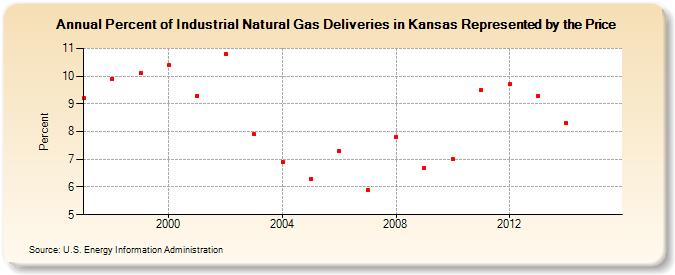 Annual Percent of Industrial Natural Gas Deliveries in Kansas Represented by the Price
11
10
9
8
7
6
5
Percent
2000 2004 2008 2012
Source: U.S. Energy Information Administration